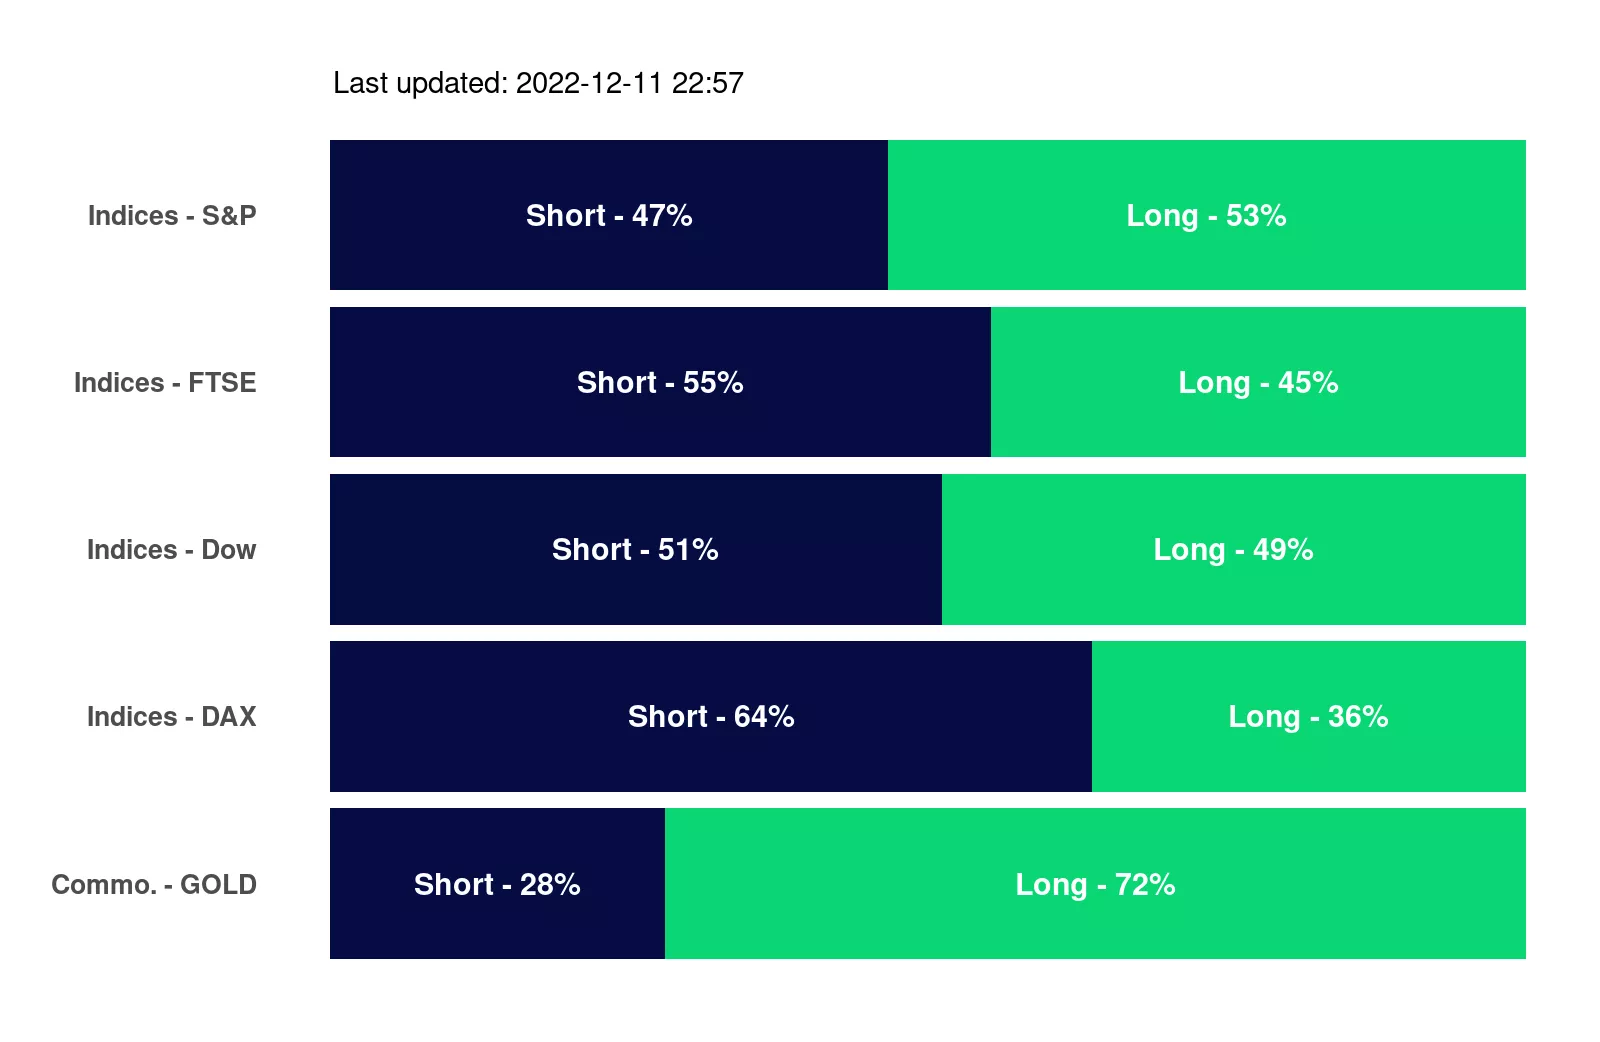 Last updated: 2022-12-11 22:57
Indices - S&P Short - 47% Long - 53%
Indices - FTSE Short - 55% Long - 45%
Indices - Dow Short - 51% Long - 49%
Indices - DAX Short - 64% Long - 36%
Commo. - GOLD Short - 28% Long - 72%